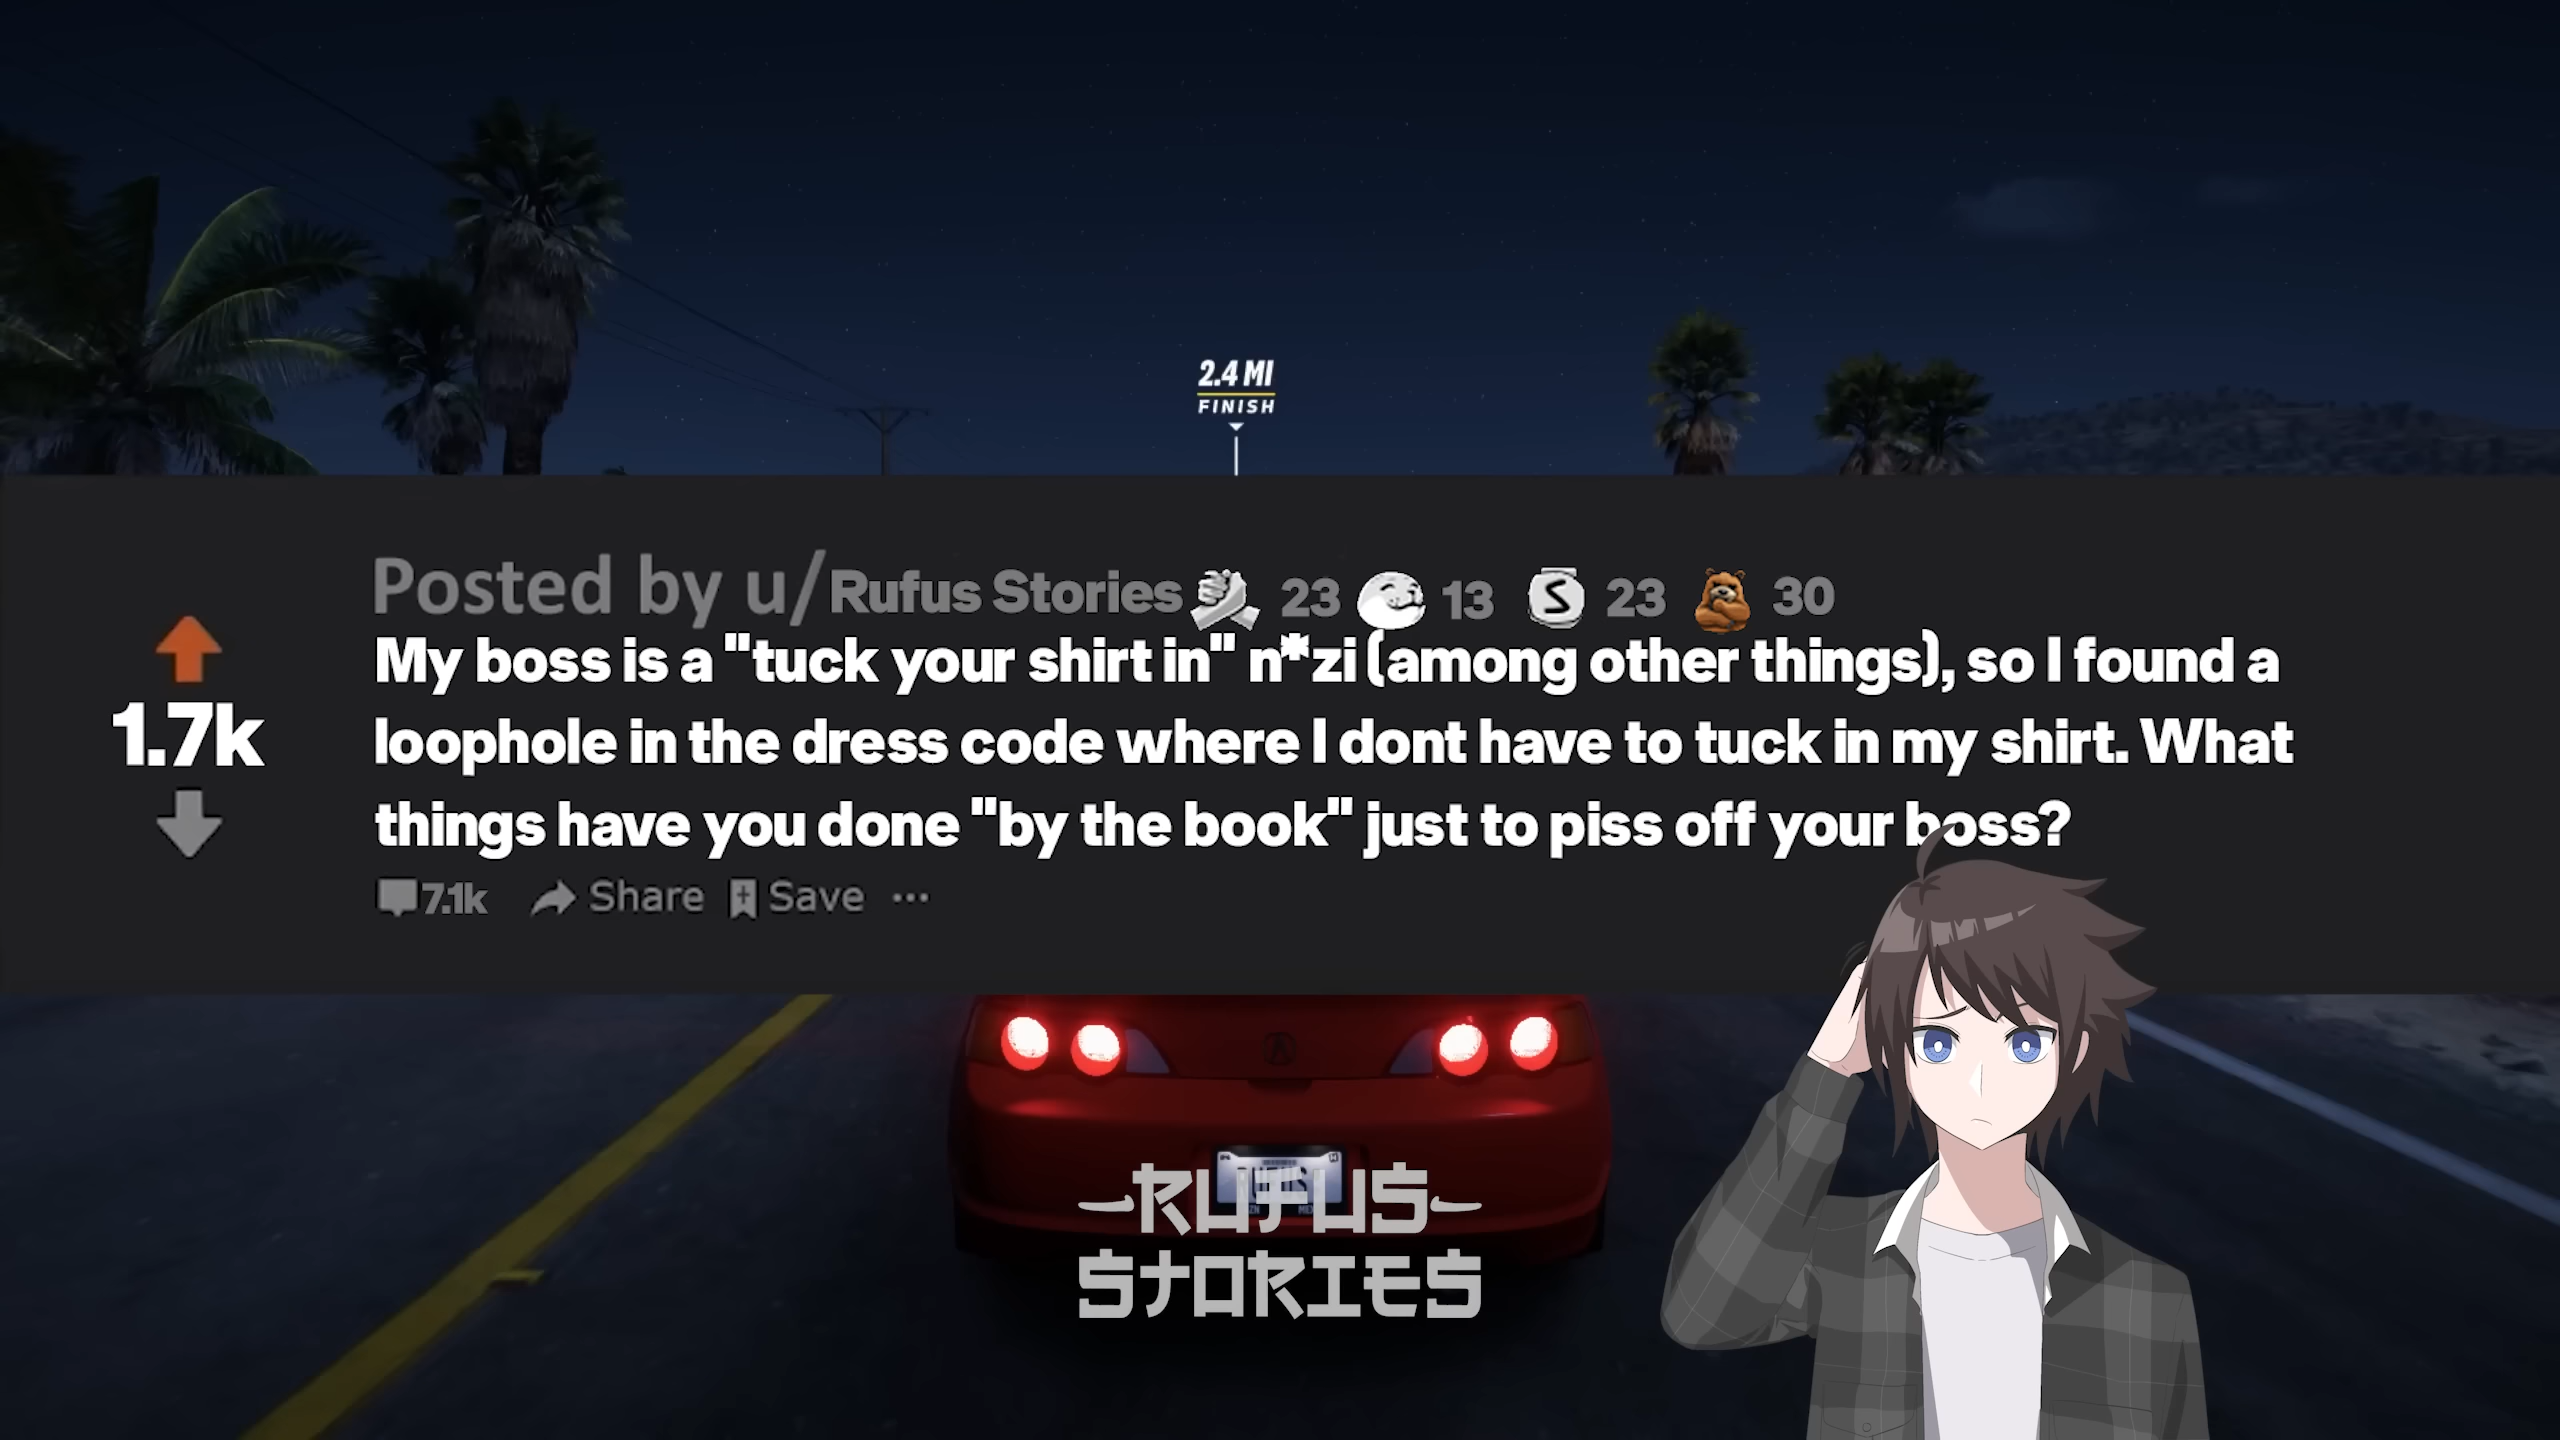 2.4 MI
FINISH
Posted by u/Rufus Stories 23 13 S 23 30
My boss is a "tuck your shirt in" n*zi (among other things), so I found a
1.7k
loophole in the dress code where I dont have to tuck in my shirt. What
things have you done "by the book" just to piss off your boss?
7.1k Share Save ...
RUFUS
STORIES